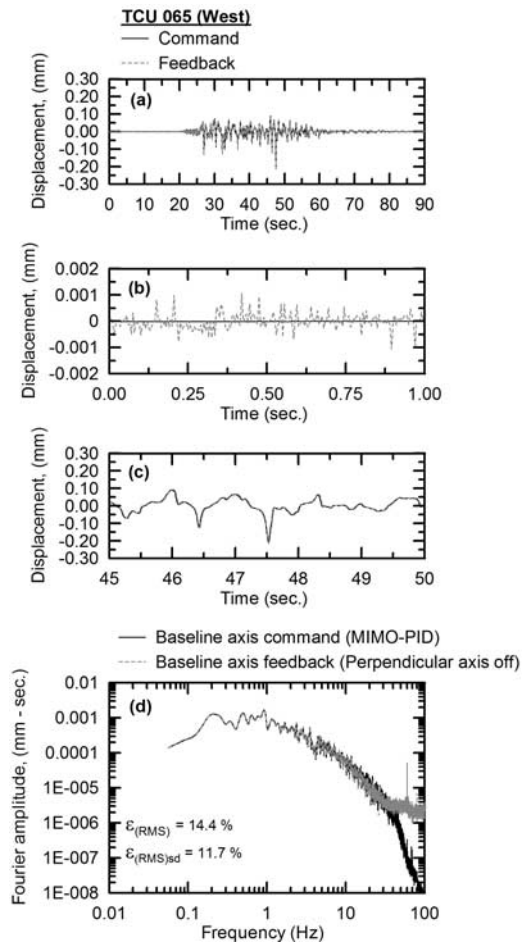 TCU 065 (West)
Command
Feedback
(a)
Displacement, (mm)
0.30
0.20
0.10
0.00
-0.10
-0.20
-0.30
0 10 20 30 40 50 60 70 80 90
Time (sec.)
(b)
Displacement, (mm)
0.002
0.001
0
-0.001
-0.002
0.00 0.25 0.50 0.75 1.00
Time (sec.)
(c)
Displacement, (mm)
0.30
0.20
0.10
0.00
-0.10
-0.20
-0.30
45 46 47 48 49 50
Time (sec.)
Baseline axis command (MIMO-PID)
Baseline axis feedback (Perpendicular axis off)
(d)
Fourier amplitude, (mm - sec.)
0.01
0.001
0.0001
1E-005
1E-006
1E-007
1E-008
ε(RMS) = 14.4 %
ε(RMS)sd = 11.7 %
0.01 0.1 1 10 100
Frequency (Hz)